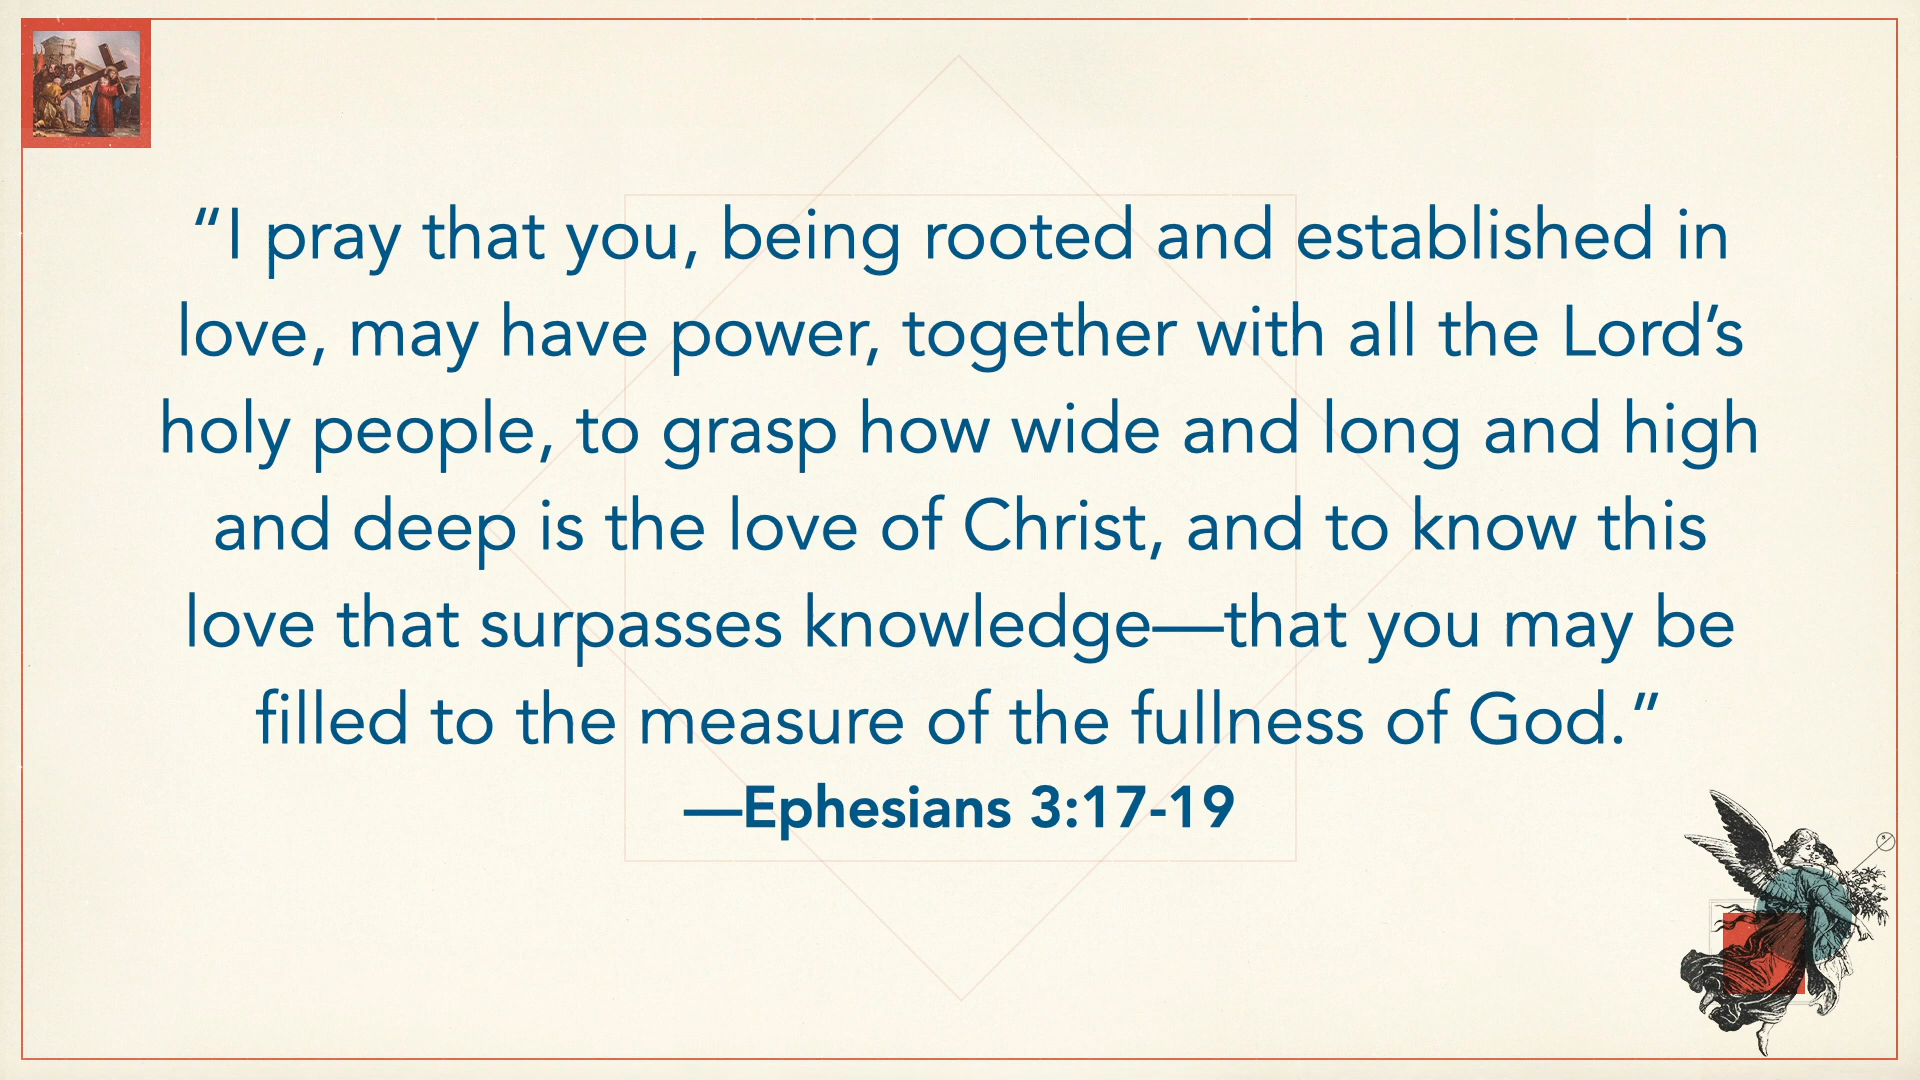 “I pray that you, being rooted and established in
love, may have power, together with all the Lord’s
holy people, to grasp how wide and long and high
and deep is the love of Christ, and to know this
love that surpasses knowledge—that you may be
filled to the measure of the fullness of God.”
—Ephesians 3:17-19